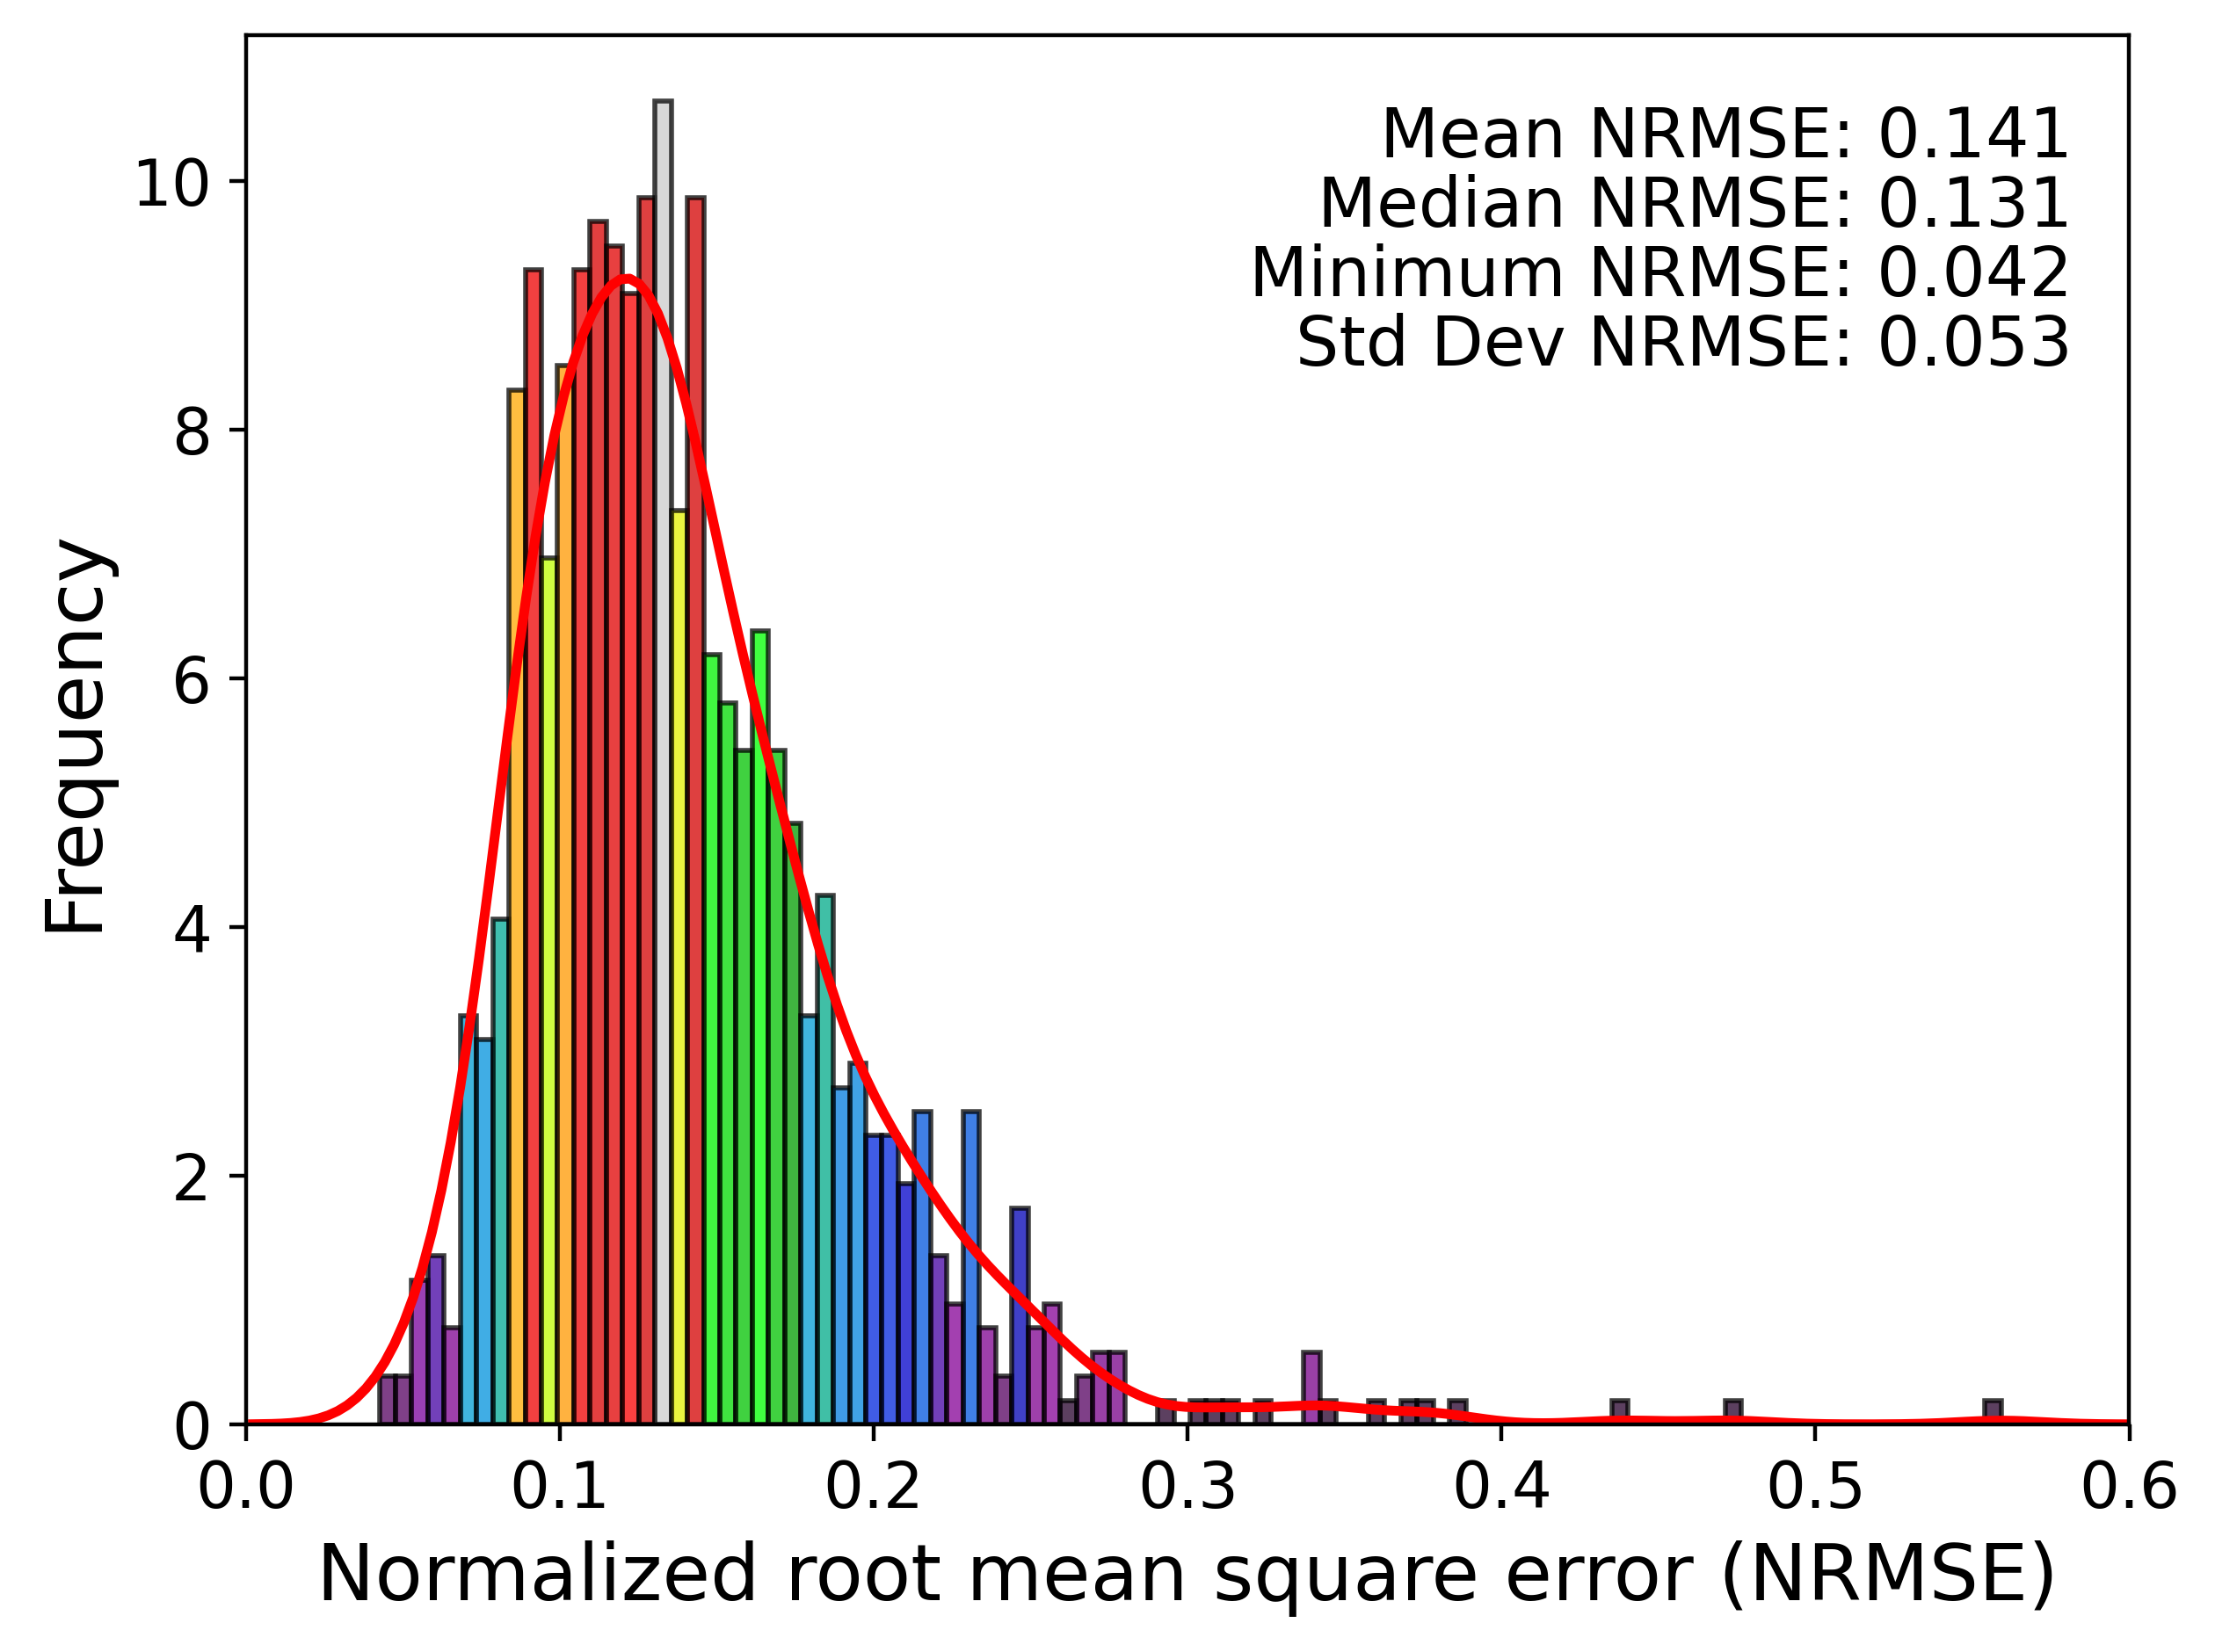 Mean NRMSE: 0.141
Median NRMSE: 0.131
Minimum NRMSE: 0.042
Std Dev NRMSE: 0.053
Frequency
10
8
6
4
2
0
0.0 0.1 0.2 0.3 0.4 0.5 0.6
Normalized root mean square error (NRMSE)